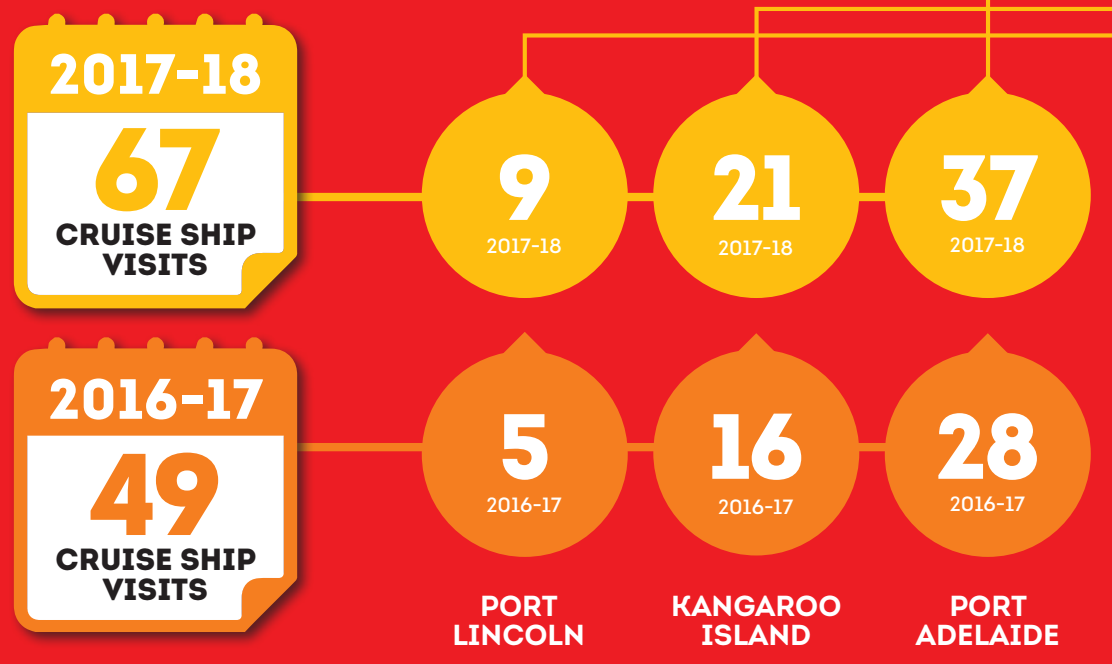 2017-18
67
CRUISE SHIP
VISITS
9
2017-18
21
2017-18
37
2017-18
2016-17
49
CRUISE SHIP
VISITS
5
2016-17
16
2016-17
28
2016-17
PORT
LINCOLN
KANGAROO
ISLAND
PORT
ADELAIDE